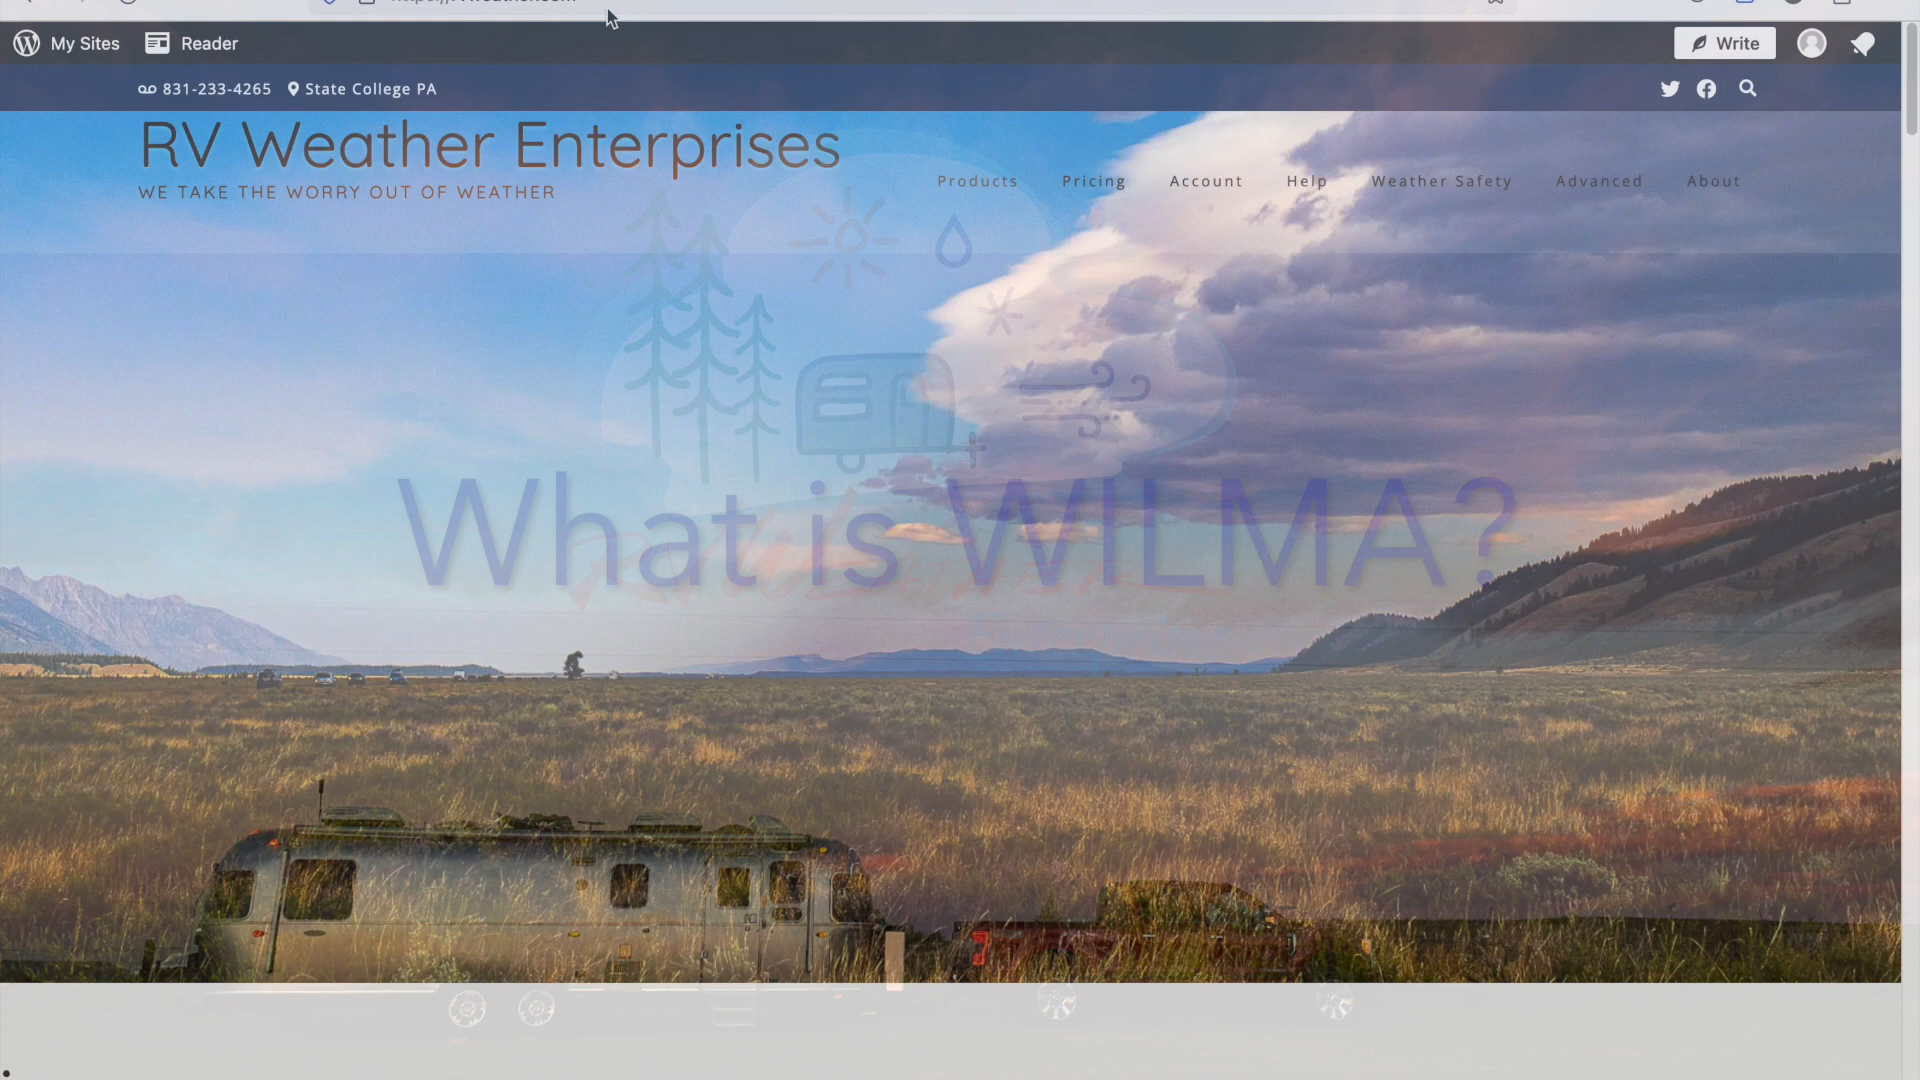 My Sites
Reader
Write
831-233-4265
State College PA
RV Weather Enterprises
WE TAKE THE WORRY OUT OF WEATHER
Products
Pricing
Account
Help
Weather Safety
Advanced
About
What is WILMA?